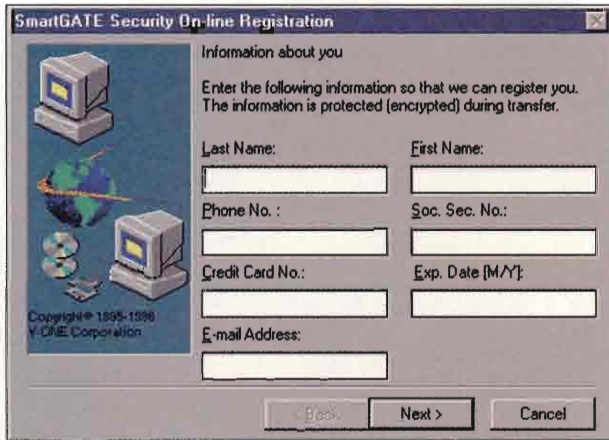 SmartGATE Security On-line Registration
Information about you
Enter the following information so that we can register you.
The information is protected (encrypted) during transfer.
Last Name:
First Name:
Phone No. :
Soc. Sec. No.:
Credit Card No.:
Exp. Date (M/Y):
E-mail Address:
Copyright© 1995-1996
V-ONE Corporation
< Back
Next >
Cancel